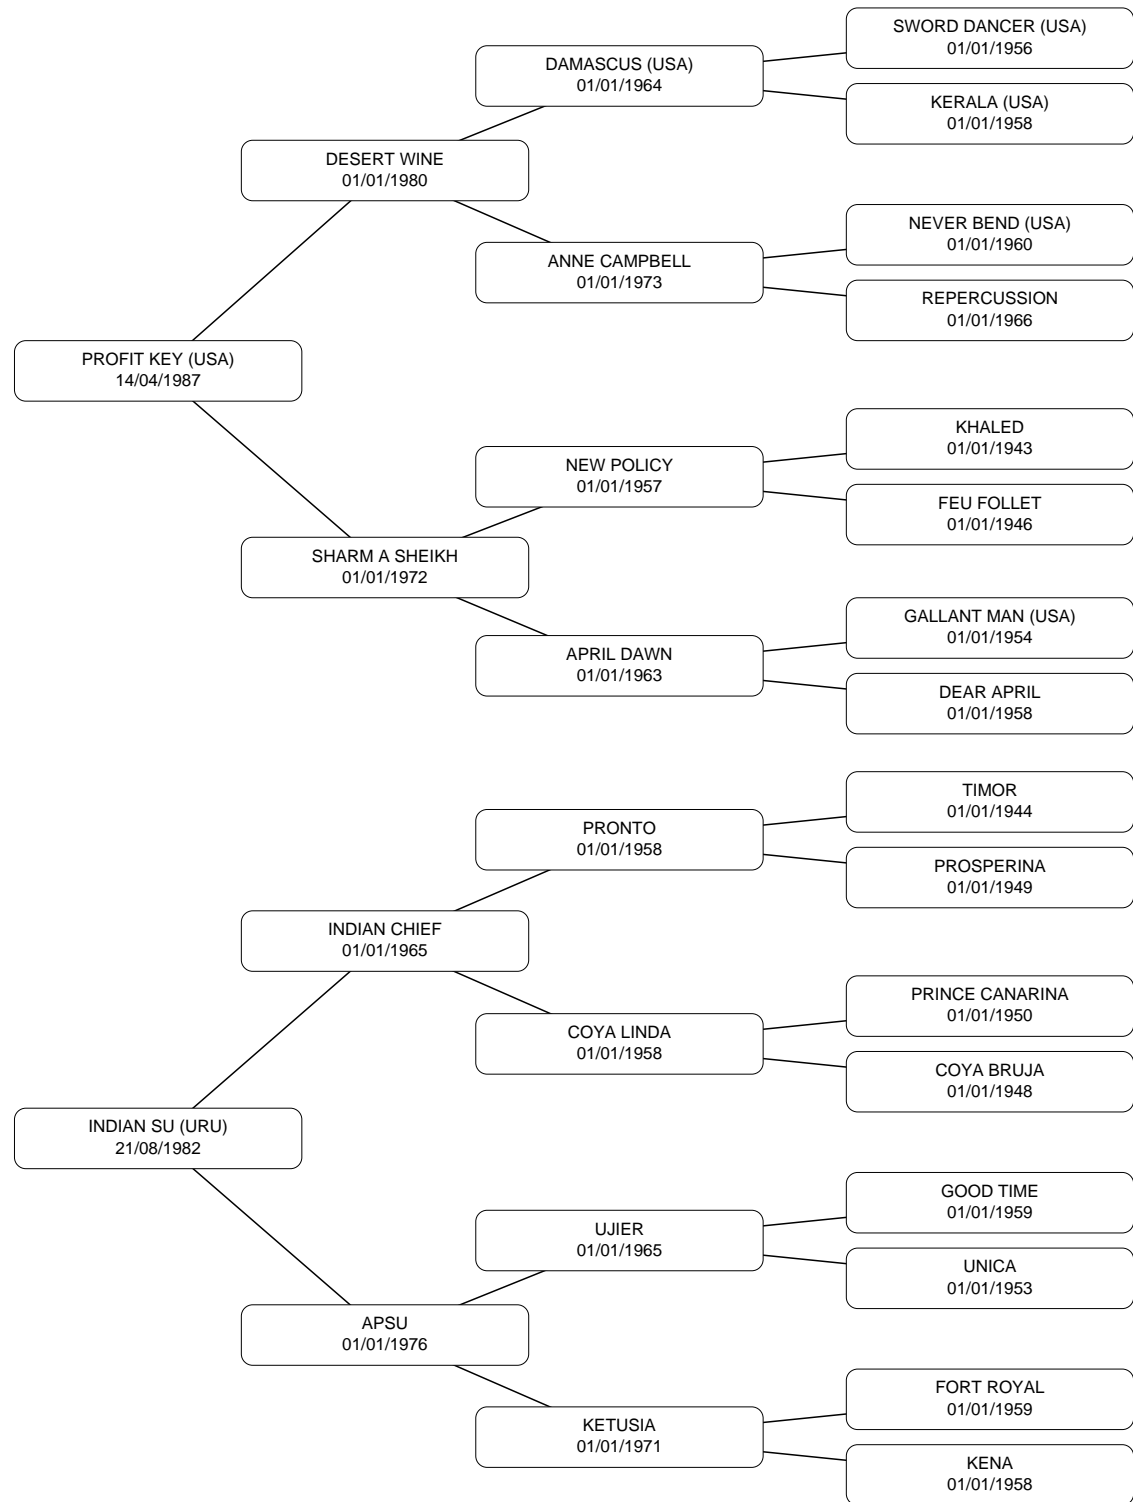 SWORD DANCER (USA)
01/01/1956
DAMASCUS (USA)
01/01/1964
KERALA (USA)
01/01/1958
DESERT WINE
01/01/1980
NEVER BEND (USA)
01/01/1960
ANNE CAMPBELL
01/01/1973
REPERCUSSION
01/01/1966
PROFIT KEY (USA)
14/04/1987
KHALED
01/01/1943
NEW POLICY
01/01/1957
FEU FOLLET
01/01/1946
SHARM A SHEIKH
01/01/1972
GALLANT MAN (USA)
01/01/1954
APRIL DAWN
01/01/1963
DEAR APRIL
01/01/1958
TIMOR
01/01/1944
PRONTO
01/01/1958
PROSPERINA
01/01/1949
INDIAN CHIEF
01/01/1965
PRINCE CANARINA
01/01/1950
COYA LINDA
01/01/1958
COYA BRUJA
01/01/1948
INDIAN SU (URU)
21/08/1982
GOOD TIME
01/01/1959
UJIER
01/01/1965
UNICA
01/01/1953
APSU
01/01/1976
FORT ROYAL
01/01/1959
KETUSIA
01/01/1971
KENA
01/01/1958